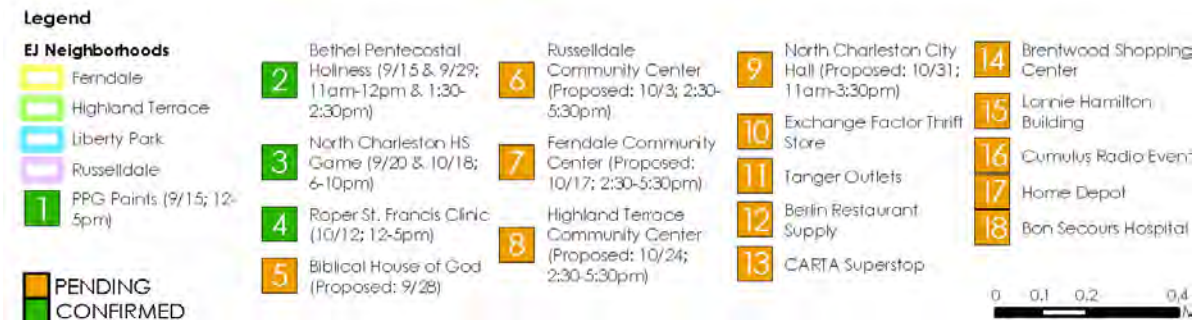 Legend
EJ Neighborhoods
Ferndale
Highland Terrace
Liberty Park
Russelldale
1 PPG Paints (9/15; 12-
5pm)
PENDING
CONFIRMED
2 Bethel Pentecostal
Holiness (9/15 & 9/29;
11am-12pm & 1:30-
2:30pm)
3 North Charleston HS
Game (9/20 & 10/18;
6-10pm)
4 Roper St. Francis Clinic
(10/12; 12-5pm)
5 Biblical House of God
(Proposed: 9/28)
6 Russelldale
Community Center
(Proposed: 10/3; 2:30-
5:30pm)
7 Ferndale Community
Center (Proposed:
10/17; 2:30-5:30pm)
8 Highland Terrace
Community Center
(Proposed: 10/24;
2:30-5:30pm)
9 North Charleston City
Hall (Proposed: 10/31;
11am-3:30pm)
10 Exchange Factor Thrift
Store
11 Tanger Outlets
12 Berlin Restaurant
Supply
13 CARTA Superstop
14 Brentwood Shopping
Center
15 Lonnie Hamilton
Building
16 Cumulus Radio Event
17 Home Depot
18 Bon Secours Hospital
0 0.1 0.2 0.4